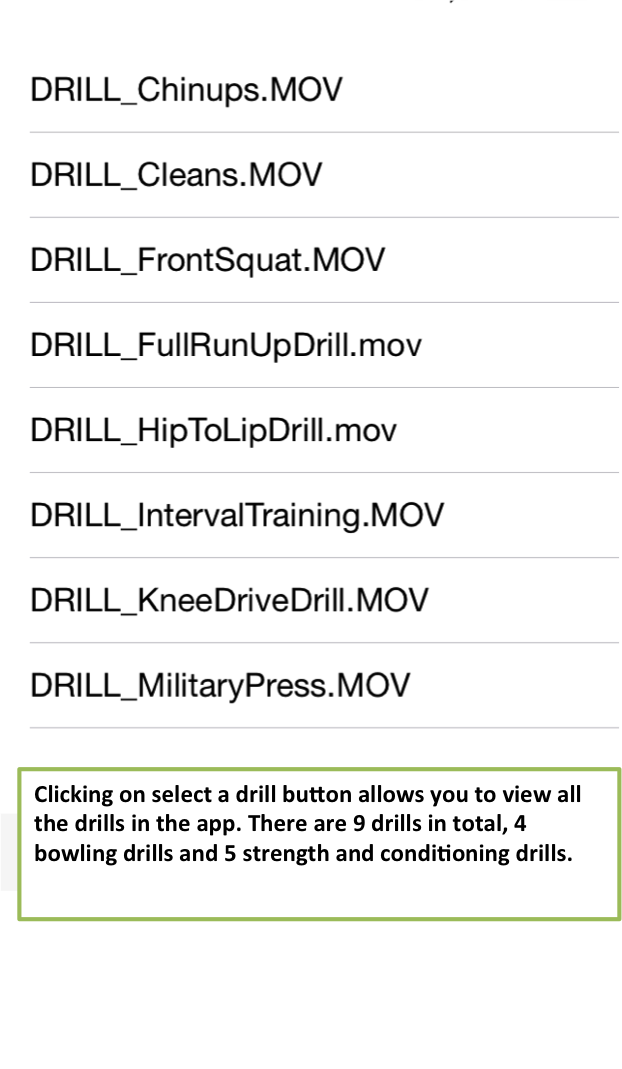 DRILL_Chinups.MOV
DRILL_Cleans.MOV
DRILL_FrontSquat.MOV
DRILL_FullRunUpDrill.mov
DRILL_HipToLipDrill.mov
DRILL_IntervalTraining.MOV
DRILL_KneeDriveDrill.MOV
DRILL_MilitaryPress.MOV
Clicking on select a drill button allows you to view all
the drills in the app. There are 9 drills in total, 4
bowling drills and 5 strength and conditioning drills.